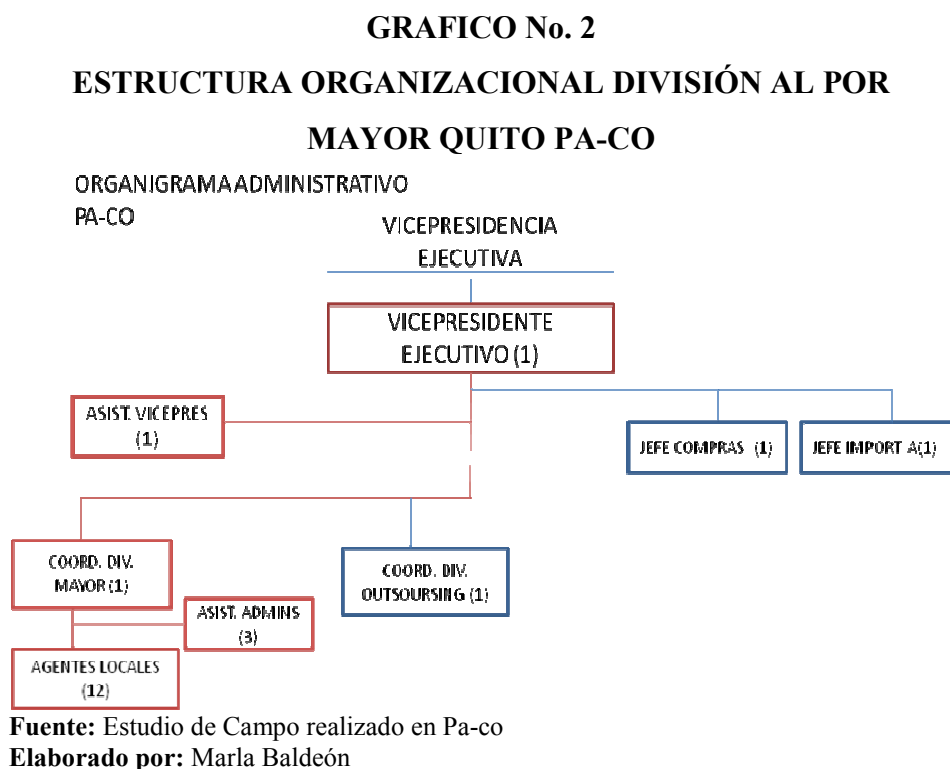 GRAFICO No. 2
ESTRUCTURA ORGANIZACIONAL DIVISIÓN AL POR
MAYOR QUITO PA-CO
ORGANIGRAMA ADMINISTRATIVO
PA-CO
VICEPRESIDENCIA
EJECUTIVA
VICEPRESIDENTE
EJECUTIVO (1)
ASIST. VICEPRES
(1)
JEFE COMPRAS (1)
JEFE IMPORT A(1)
COORD. DIV.
MAYOR (1)
COORD. DIV.
OUTSOURSING (1)
ASIST. ADMINS
(3)
AGENTES LOCALES
(12)
Fuente: Estudio de Campo realizado en Pa-co
Elaborado por: Marla Baldeón